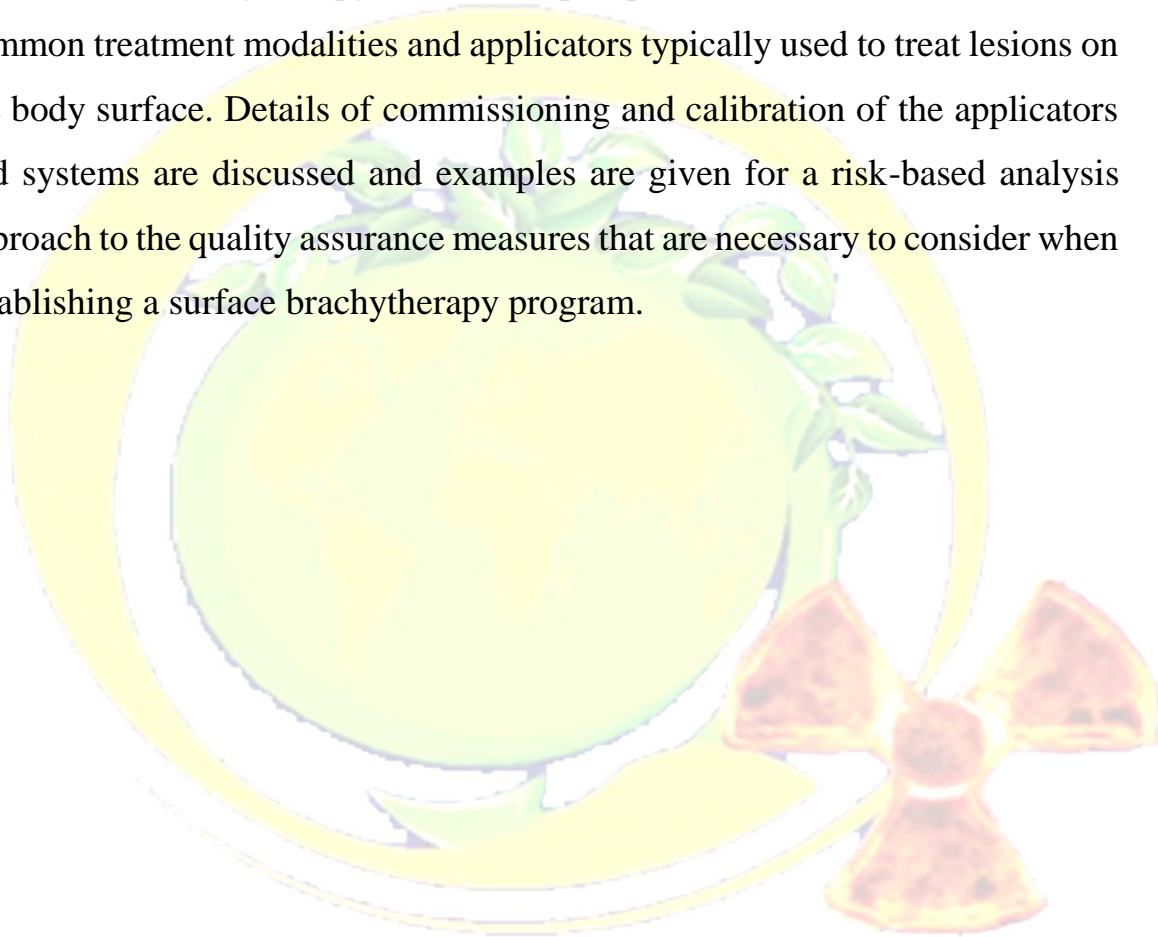 mmon treatment modalities and applicators typically used to treat lesions on
body surface. Details of commissioning and calibration of the applicators
d systems are discussed and examples are given for a risk-based analysis
proach to the quality assurance measures that are necessary to consider when
ablishing a surface brachytherapy program.